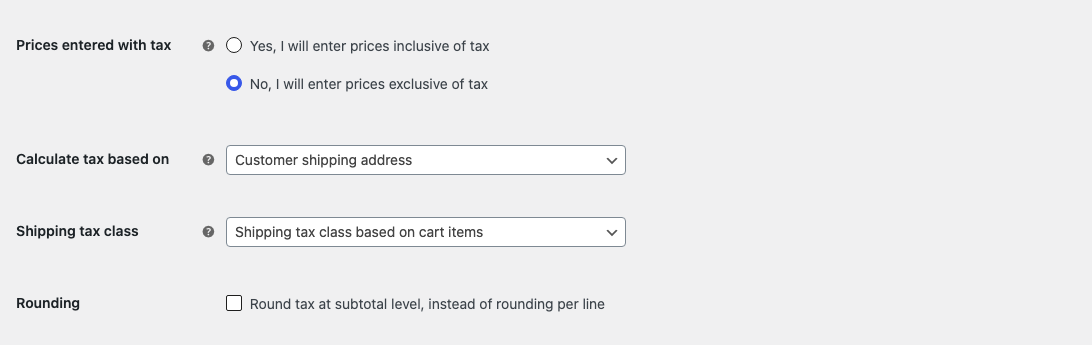 Prices entered with tax ? Yes, I will enter prices inclusive of tax
No, I will enter prices exclusive of tax
Calculate tax based on ? Customer shipping address
Shipping tax class ? Shipping tax class based on cart items
Rounding Round tax at subtotal level, instead of rounding per line